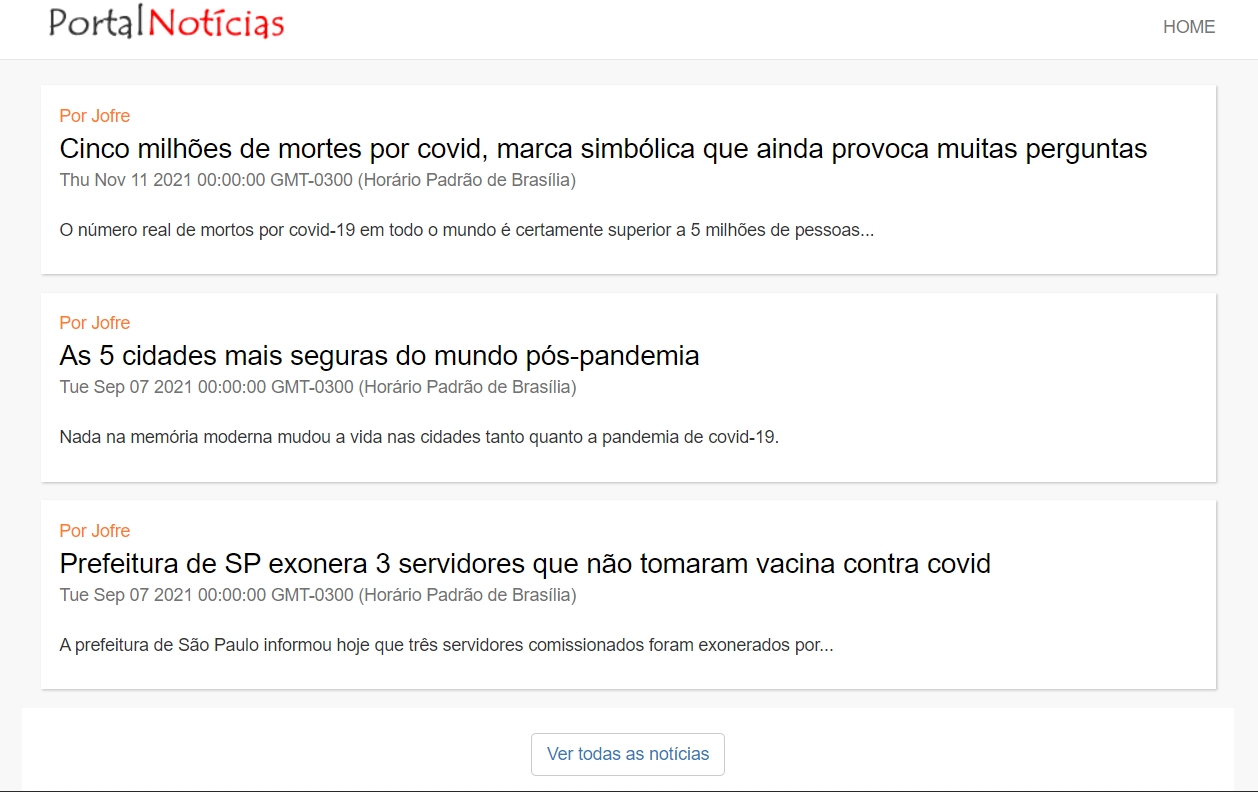 PortalNotícias
HOME
Por Jofre
Cinco milhões de mortes por covid, marca simbólica que ainda provoca muitas perguntas
Thu Nov 11 2021 00:00:00 GMT-0300 (Horário Padrão de Brasília)
O número real de mortos por covid-19 em todo o mundo é certamente superior a 5 milhões de pessoas...
Por Jofre
As 5 cidades mais seguras do mundo pós-pandemia
Tue Sep 07 2021 00:00:00 GMT-0300 (Horário Padrão de Brasília)
Nada na memória moderna mudou a vida nas cidades tanto quanto a pandemia de covid-19.
Por Jofre
Prefeitura de SP exonera 3 servidores que não tomaram vacina contra covid
Tue Sep 07 2021 00:00:00 GMT-0300 (Horário Padrão de Brasília)
A prefeitura de São Paulo informou hoje que três servidores comissionados foram exonerados por...
Ver todas as notícias